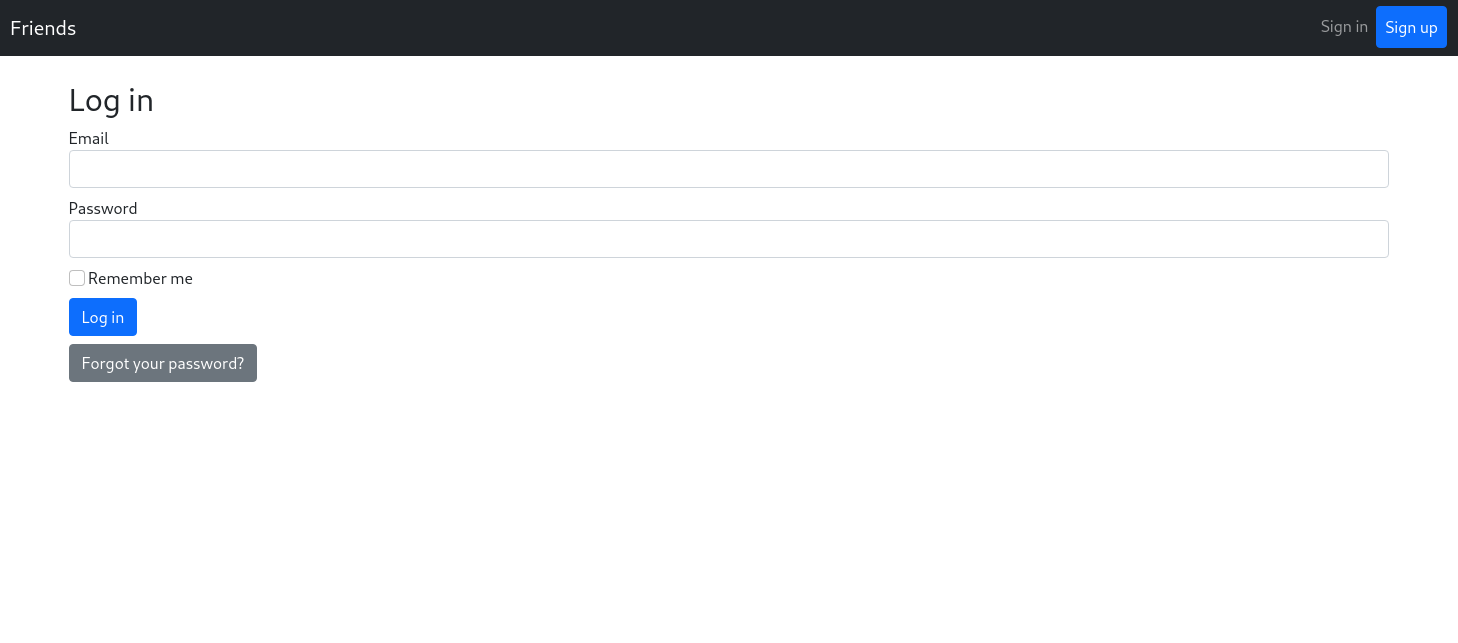 Friends
Sign in
Sign up
Log in
Email
Password
Remember me
Log in
Forgot your password?